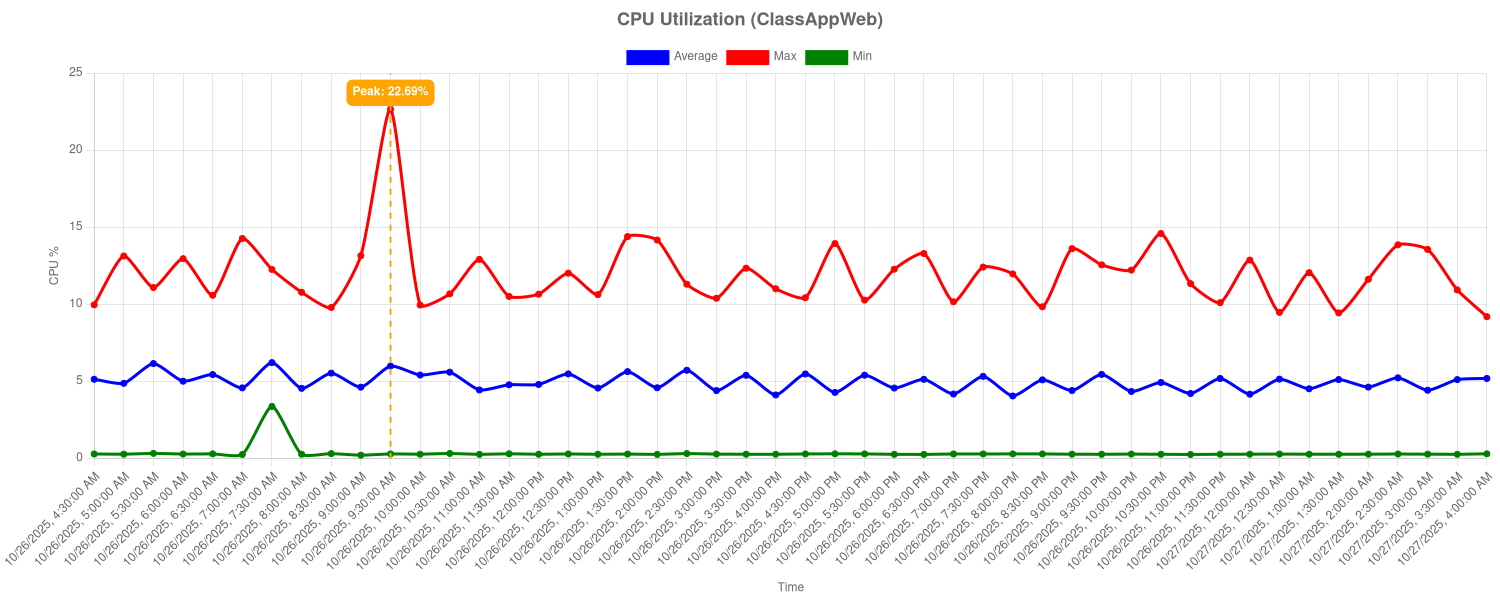 CPU Utilization (ClassAppWeb)
Average Max Min
Peak: 22.69%
25
20
15
10
5
0
CPU %
10/26/2025, 4:30:00 AM
10/26/2025, 5:00:00 AM
10/26/2025, 5:30:00 AM
10/26/2025, 6:00:00 AM
10/26/2025, 6:30:00 AM
10/26/2025, 7:00:00 AM
10/26/2025, 7:30:00 AM
10/26/2025, 8:00:00 AM
10/26/2025, 8:30:00 AM
10/26/2025, 9:00:00 AM
10/26/2025, 9:30:00 AM
10/26/2025, 10:00:00 AM
10/26/2025, 10:30:00 AM
10/26/2025, 11:00:00 AM
10/26/2025, 11:30:00 AM
10/26/2025, 12:00:00 PM
10/26/2025, 12:30:00 PM
10/26/2025, 1:00:00 PM
10/26/2025, 1:30:00 PM
10/26/2025, 2:00:00 PM
10/26/2025, 2:30:00 PM
10/26/2025, 3:00:00 PM
10/26/2025, 3:30:00 PM
10/26/2025, 4:00:00 PM
10/26/2025, 4:30:00 PM
10/26/2025, 5:00:00 PM
10/26/2025, 5:30:00 PM
10/26/2025, 6:00:00 PM
10/26/2025, 6:30:00 PM
10/26/2025, 7:00:00 PM
10/26/2025, 7:30:00 PM
10/26/2025, 8:00:00 PM
10/26/2025, 8:30:00 PM
10/26/2025, 9:00:00 PM
10/26/2025, 9:30:00 PM
10/26/2025, 10:00:00 PM
10/26/2025, 10:30:00 PM
10/26/2025, 11:00:00 PM
10/26/2025, 11:30:00 PM
10/27/2025, 12:00:00 AM
10/27/2025, 12:30:00 AM
10/27/2025, 1:00:00 AM
10/27/2025, 1:30:00 AM
10/27/2025, 2:00:00 AM
10/27/2025, 2:30:00 AM
10/27/2025, 3:00:00 AM
10/27/2025, 3:30:00 AM
10/27/2025, 4:00:00 AM
Time